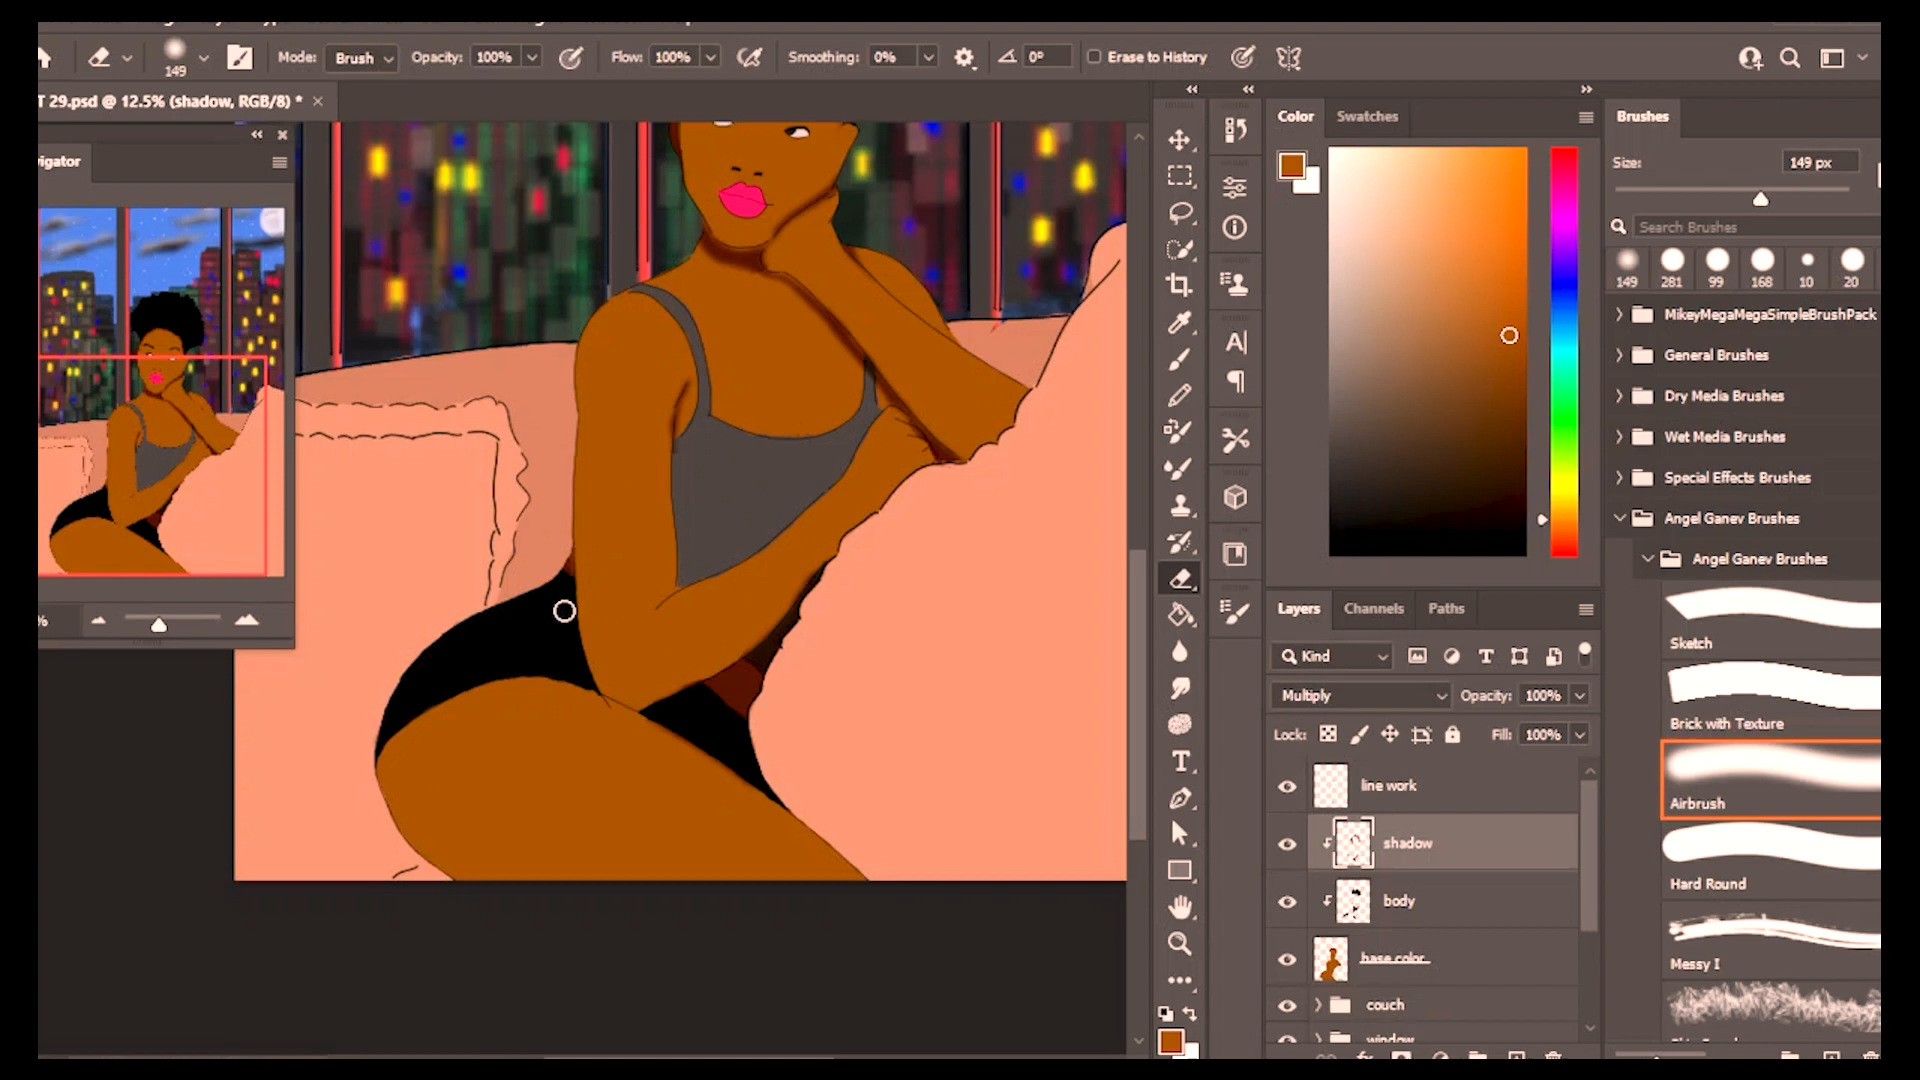 149
Mode:
Brush
Opacity:
100%
Flow:
100%
Smoothing:
0%
0°
Erase to History
T 29.psd @ 12.5% (shadow, RGB/8) *
vigator
%
Color
Swatches
Brushes
Size:
149 px
Search Brushes
149 281 99 168 10 20
MikeyMegaMegaSimpleBrushPack
General Brushes
Dry Media Brushes
Wet Media Brushes
Special Effects Brushes
Angel Ganev Brushes
Angel Ganev Brushes
Sketch
Brick with Texture
Airbrush
Hard Round
Messy I
Layers
Channels
Paths
Kind
Multiply
Opacity:
100%
Lock:
Fill:
100%
line work
shadow
body
base color
couch
window